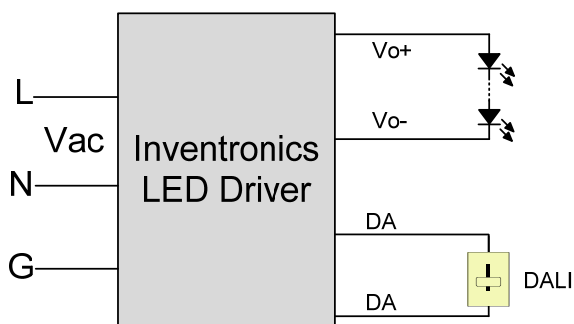 L
Vac
N
G
Inventronics
LED Driver
Vo+
Vo-
DA
DALI
DA